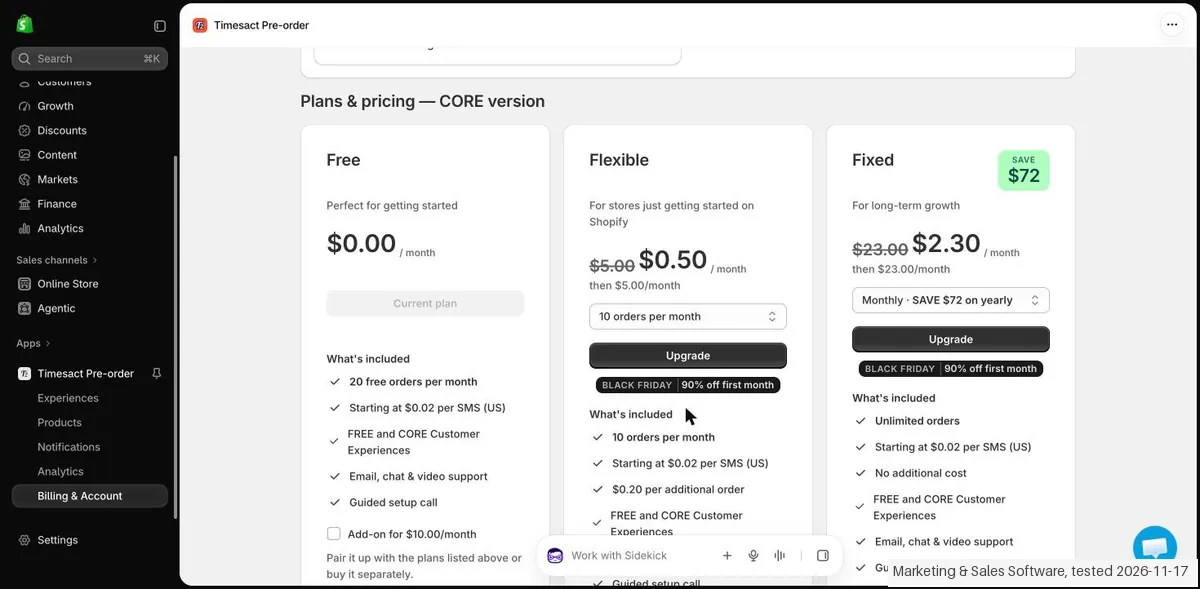 Timesact Pre-order
Search
⌘K
Customers
Growth
Discounts
Content
Markets
Finance
Analytics
Sales channels
Online Store
Agentic
Apps
Timesact Pre-order
Experiences
Products
Notifications
Analytics
Billing & Account
Settings
Plans & pricing — CORE version
Free
Perfect for getting started
$0.00 / month
Current plan
What's included
20 free orders per month
Starting at $0.02 per SMS (US)
FREE and CORE Customer
Experiences
Email, chat & video support
Guided setup call
Add-on for $10.00/month
Pair it up with the plans listed above or
buy it separately.
Flexible
For stores just getting started on
Shopify
$5.00 $0.50 / month
then $5.00/month
10 orders per month
Upgrade
BLACK FRIDAY 90% off first month
What's included
10 orders per month
Starting at $0.02 per SMS (US)
$0.20 per additional order
FREE and CORE Customer
Experiences
Guided setup call
Fixed
SAVE
$72
For long-term growth
$23.00 $2.30 / month
then $23.00/month
Monthly · SAVE $72 on yearly
Upgrade
BLACK FRIDAY 90% off first month
What's included
Unlimited orders
Starting at $0.02 per SMS (US)
No additional cost
FREE and CORE Customer
Experiences
Email, chat & video support
Work with Sidekick
Marketing & Sales Software, tested 2026-11-17